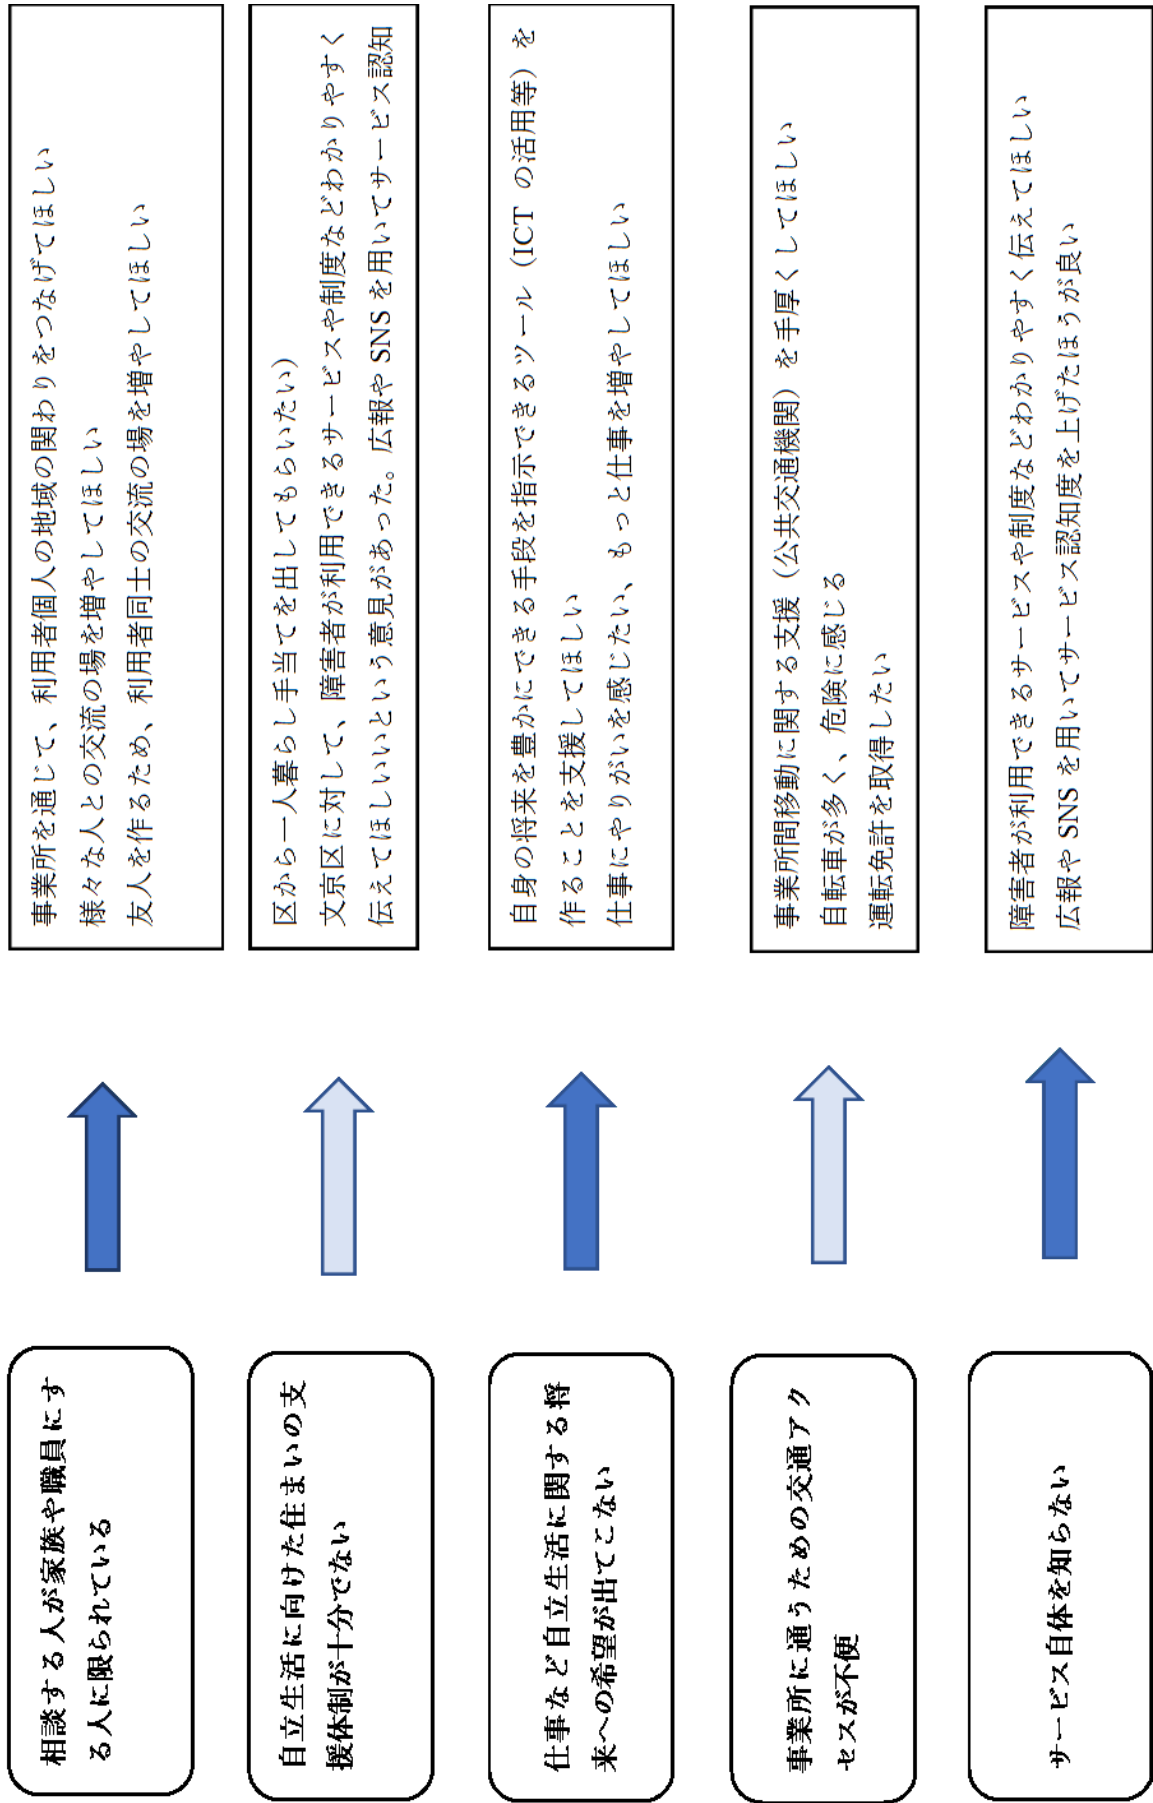 相談する人が家族や職員にす
る人に限られている
事業所を通じて、利用者個人の地域の関わりをつなげてほしい
様々な人との交流の場を増やしてほしい
友人を作るため、利用者同士の交流の場を増やしてほしい
自立生活に向けた住まいの支
援体制が十分でない
区から一人暮らし手当てを出してもらいたい）
文京区に対して、障害者が利用できるサービスや制度などわかりやすく
伝えてほしいいという意見があった。広報や SNS を用いてサービス認知
仕事など自立生活に関する将
来への希望が出てこない
自身の将来を豊かにできる手段を指示できるツール（ICT の活用等）を
作ることを支援してほしい
仕事にやりがいを感じたい、もっと仕事を増やしてほしい
事業所に通うための交通アク
セスが不便
事業所間移動に関する支援（公共交通機関）を手厚くしてほしい
自転車が多く、危険に感じる
運転免許を取得したい
サービス自体を知らない
障害者が利用できるサービスや制度などわかりやすく伝えてほしい
広報や SNS を用いてサービス認知度を上げたほうが良い